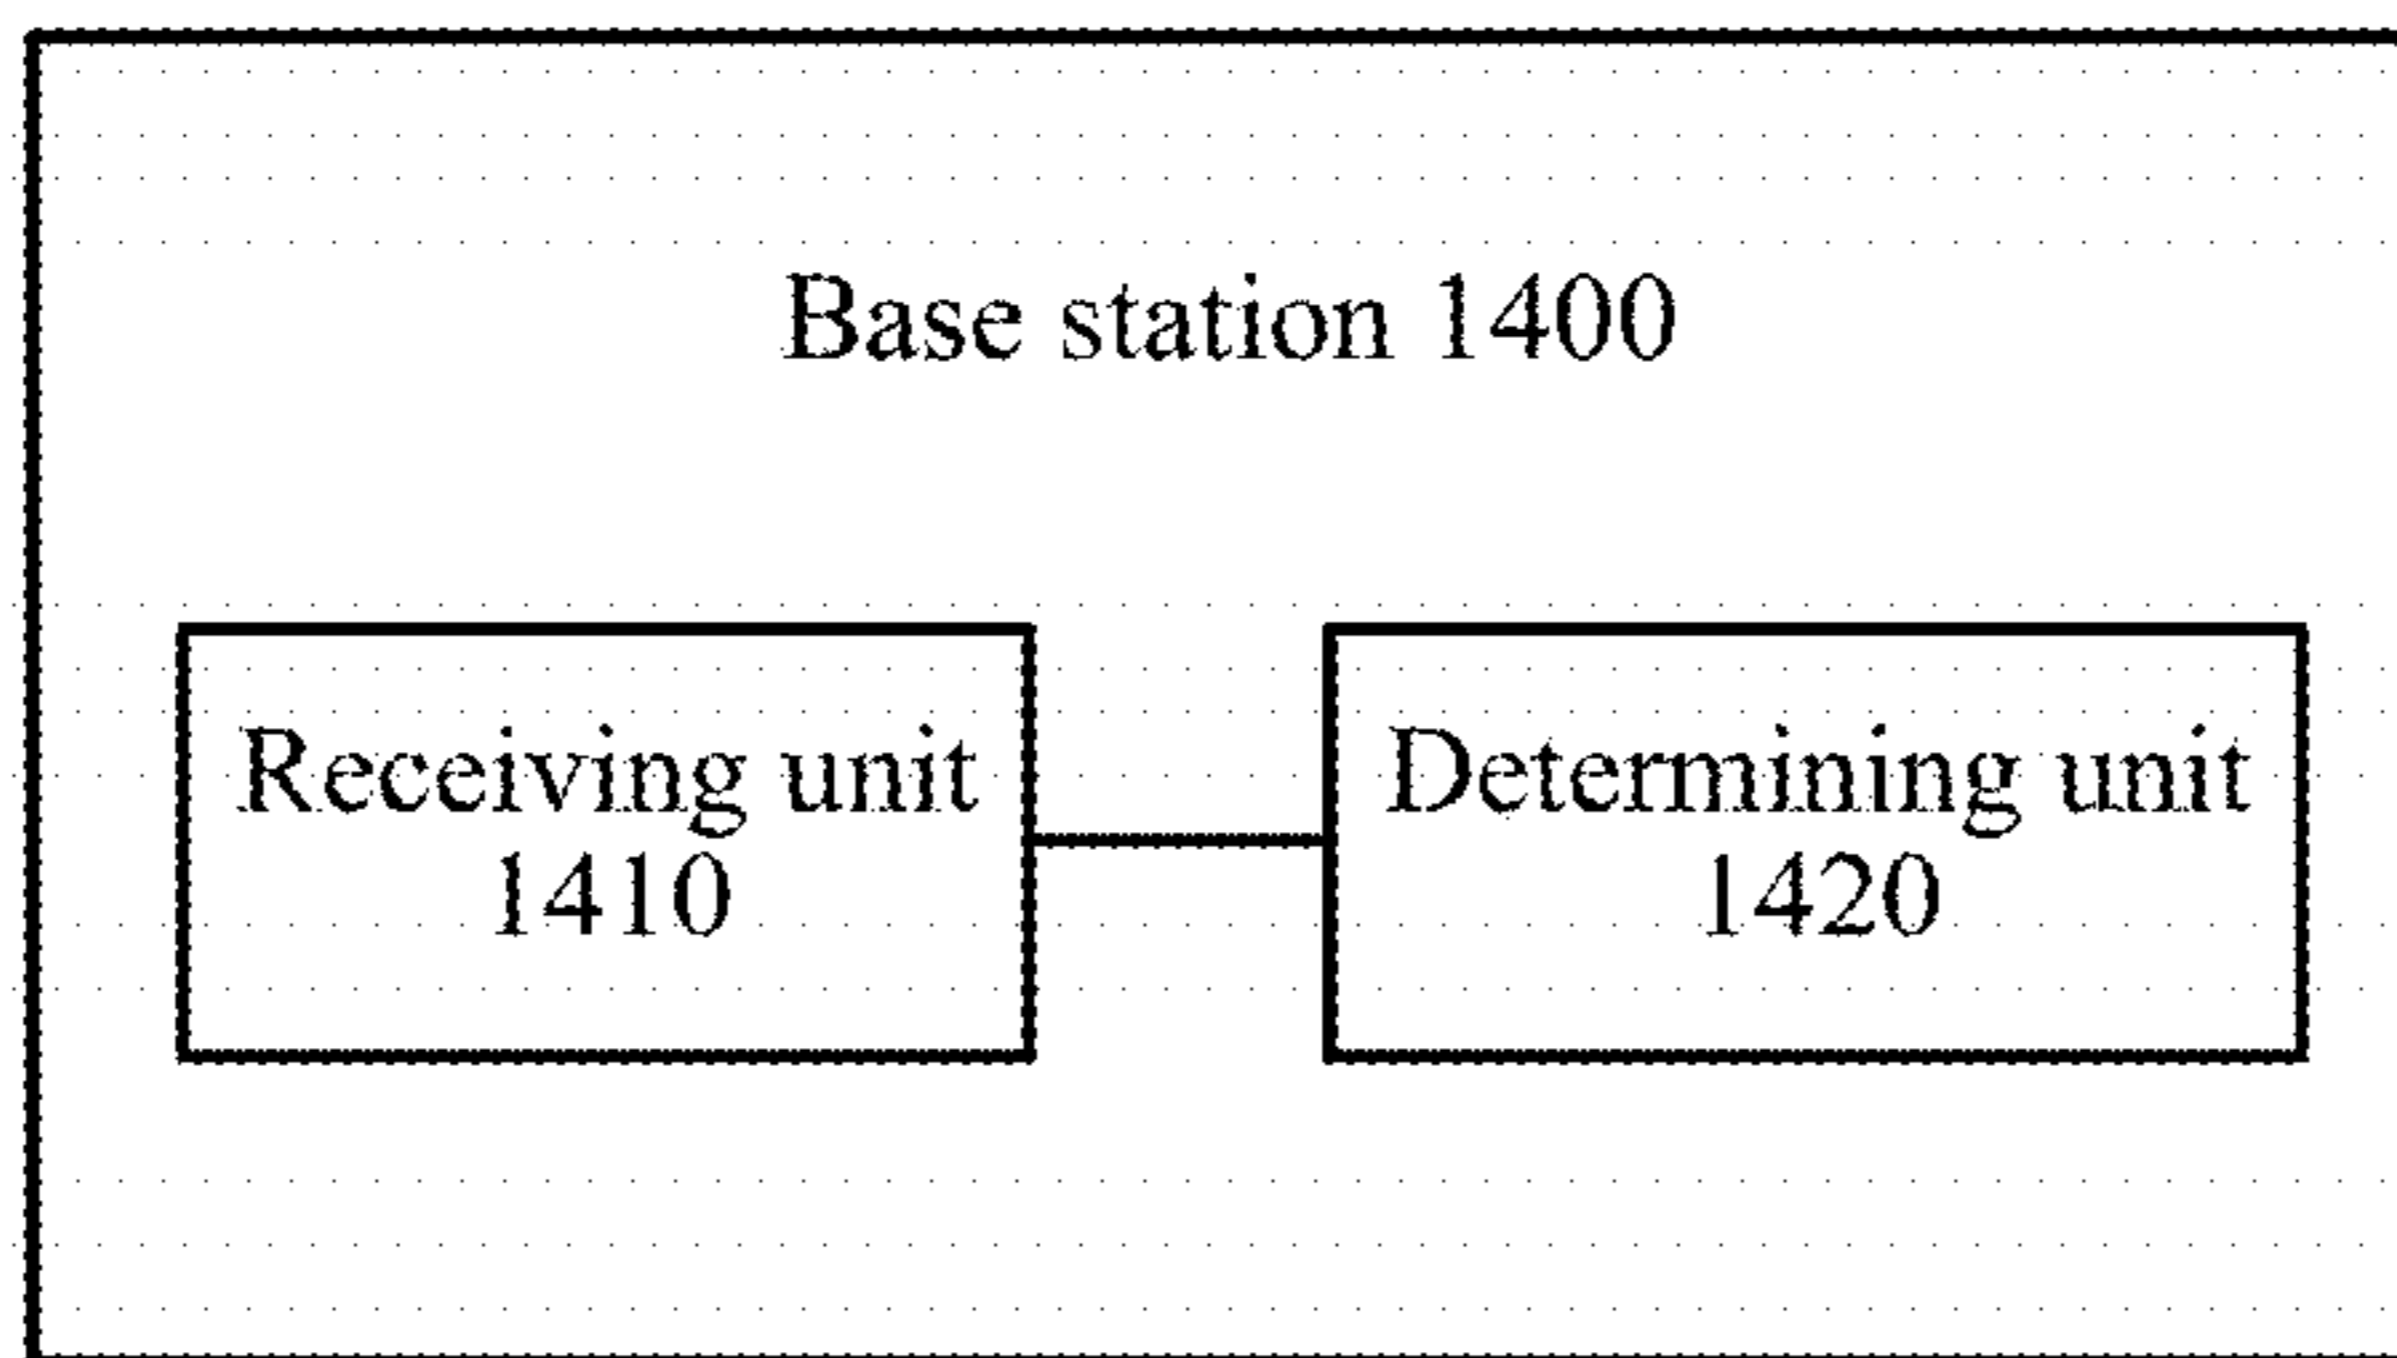 Base station 1400
Receiving unit
1410
Determining unit
1420